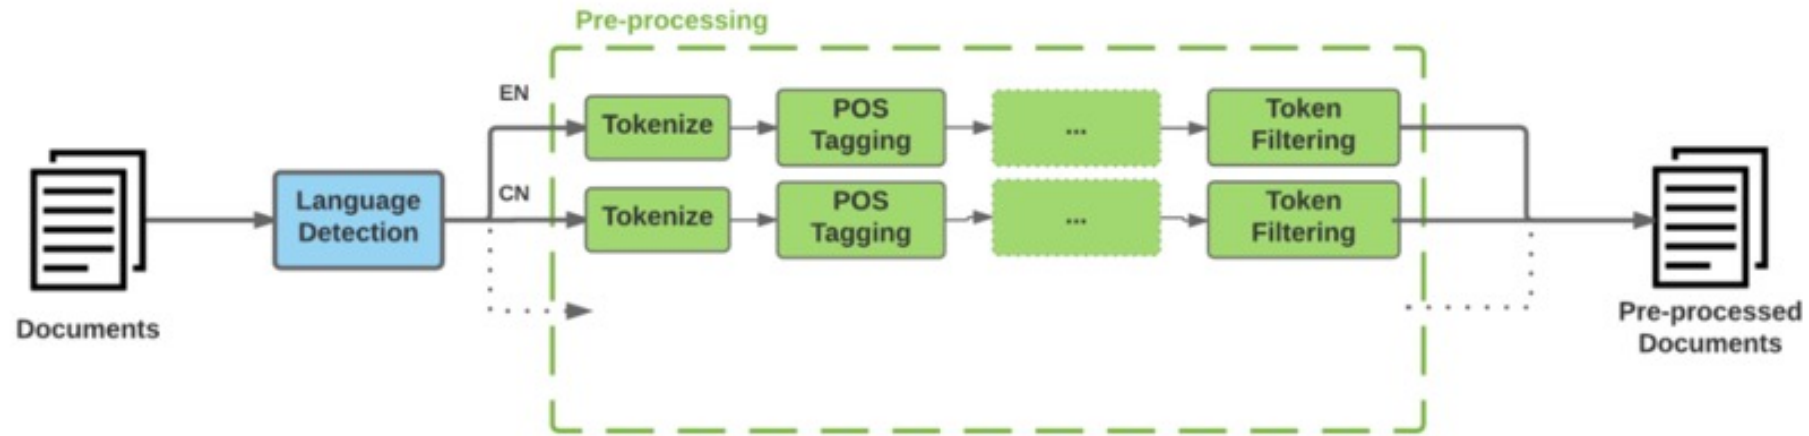 Pre-processing
EN
Tokenize
POS
Tagging
...
Token
Filtering
Language
Detection
CN
Tokenize
POS
Tagging
...
Token
Filtering
Documents
Pre-processed
Documents